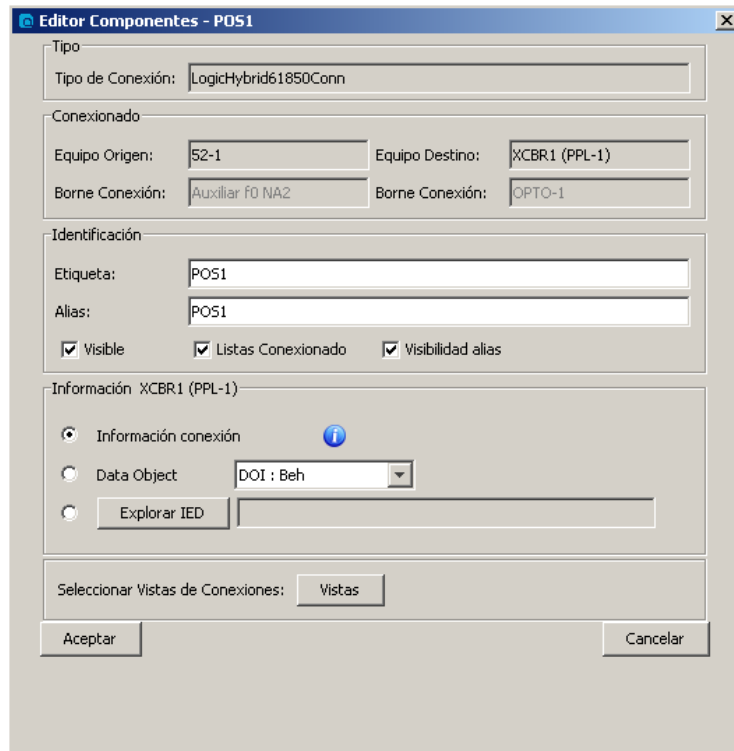 Editor Componentes - POS1
Tipo
Tipo de Conexión: LogicHybrid61850Conn
Conexionado
Equipo Origen: 52-1 Equipo Destino: XCBR1 (PPL-1)
Borne Conexión: Auxiliar f0 NA2 Borne Conexión: OPTO-1
Identificación
Etiqueta: POS1
Alias: POS1
Visible Listas Conexionado Visibilidad alias
Información XCBR1 (PPL-1)
Información conexión
Data Object DOI : Beh
Explorar IED
Seleccionar Vistas de Conexiones: Vistas
Aceptar Cancelar